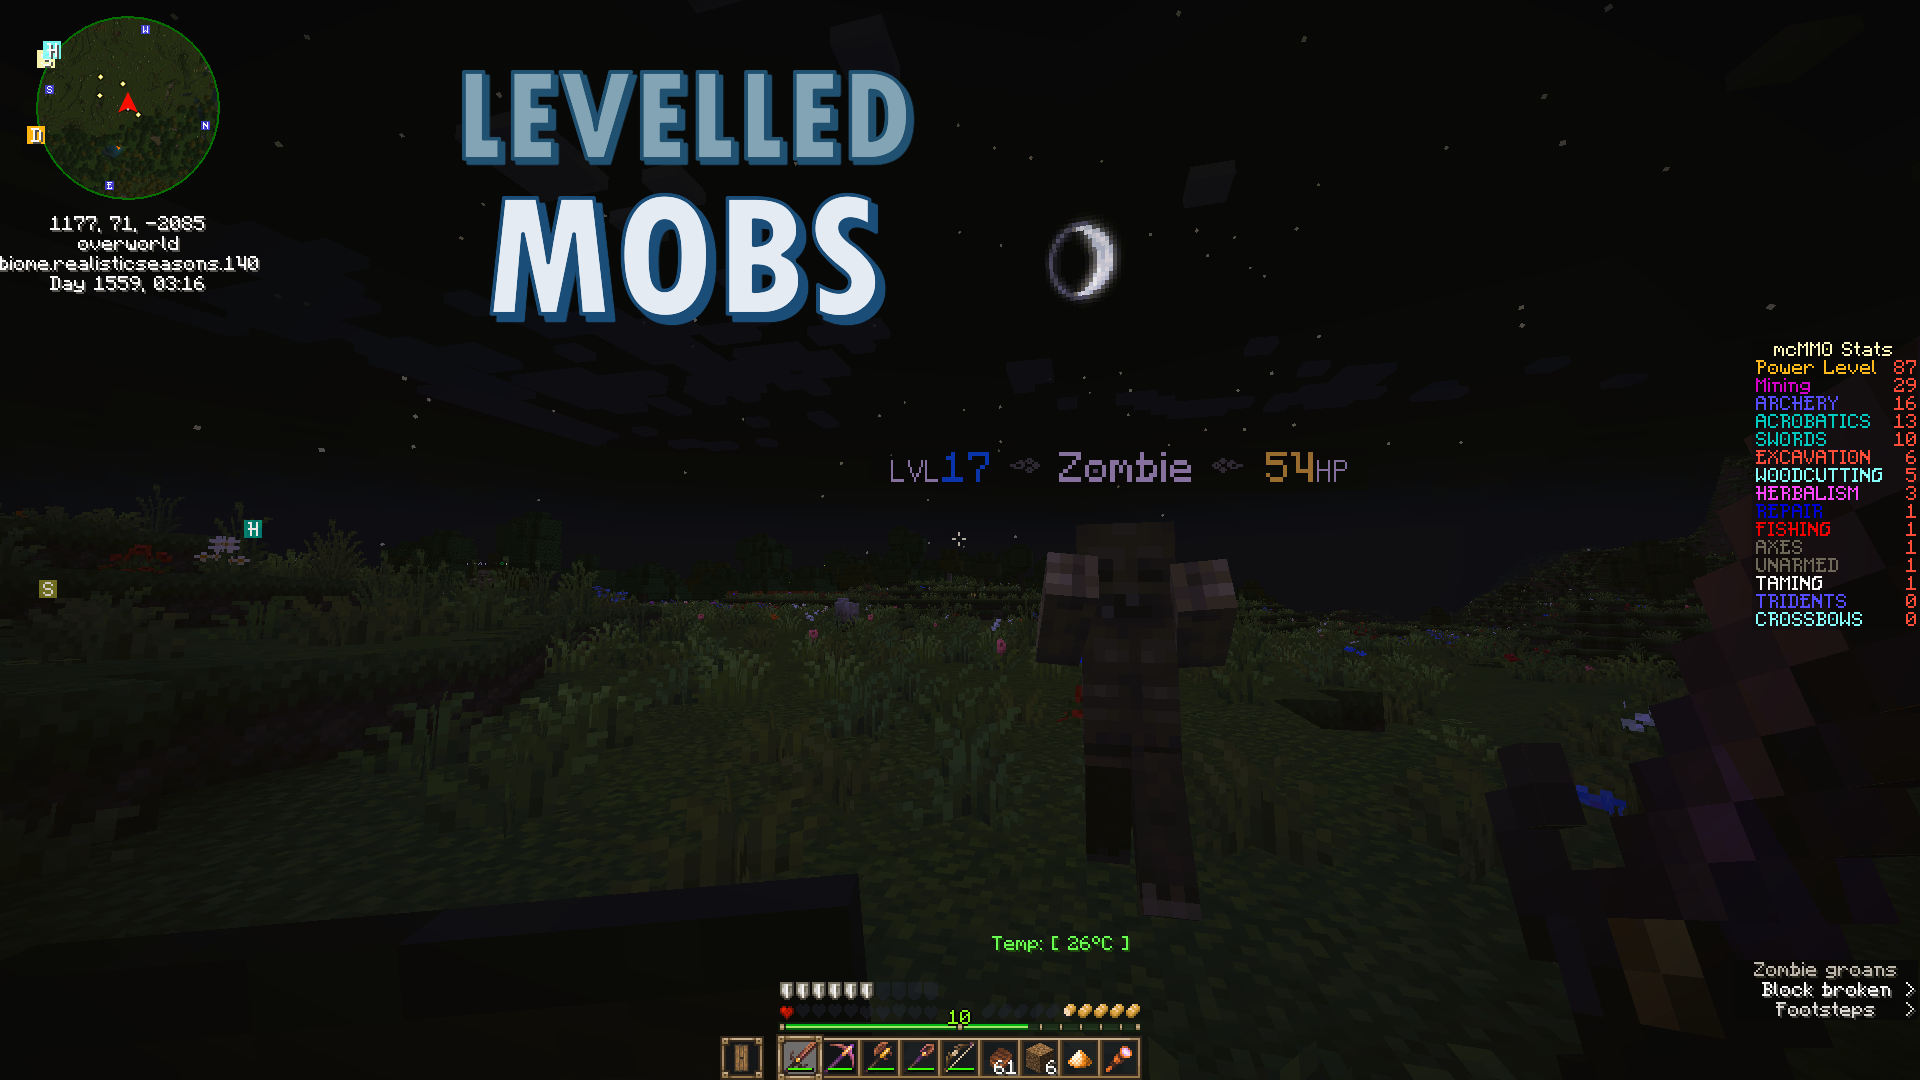 W
H
S
D
N
E
1177, 71, -2085
overworld
biome.realisticseasons.140
Day 1559, 03:16
LEVELLED
MOBS
LVL17 Zombie 54HP
H
S
mcMMO Stats
Power Level 87
Mining 29
ARCHERY 16
ACROBATICS 13
SWORDS 10
EXCAVATION 6
WOODCUTTING 5
HERBALISM 3
REPAIR 1
FISHING 1
AXES 1
UNARMED 1
TAMING 1
TRIDENTS 0
CROSSBOWS 0
Temp: [ 26°C ]
Zombie groans
Block broken >
Footsteps >
10
61 6